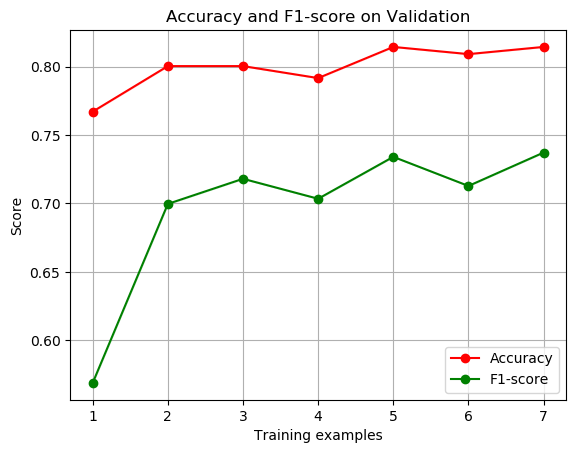 Accuracy and F1-score on Validation
0.80
0.75
0.70
0.65
0.60
Score
Accuracy
F1-score
1 2 3 4 5 6 7
Training examples